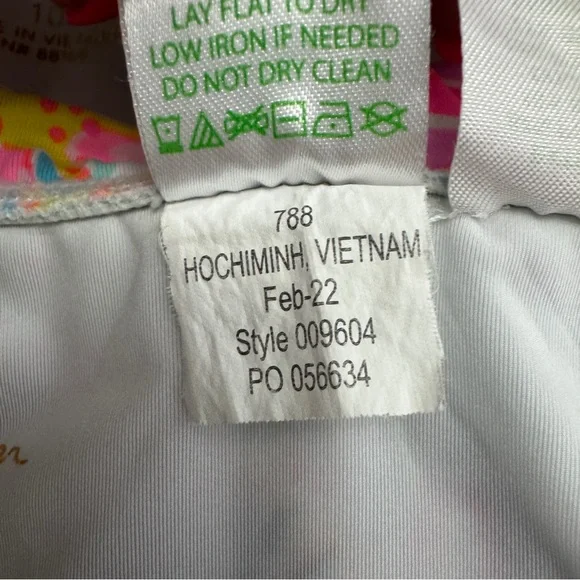 10
LAY FLAT TO DRY
LOW IRON IF NEEDED
DO NOT DRY CLEAN
788
HOCHIMINH, VIETNAM
Feb-22
Style 009604
PO 056634